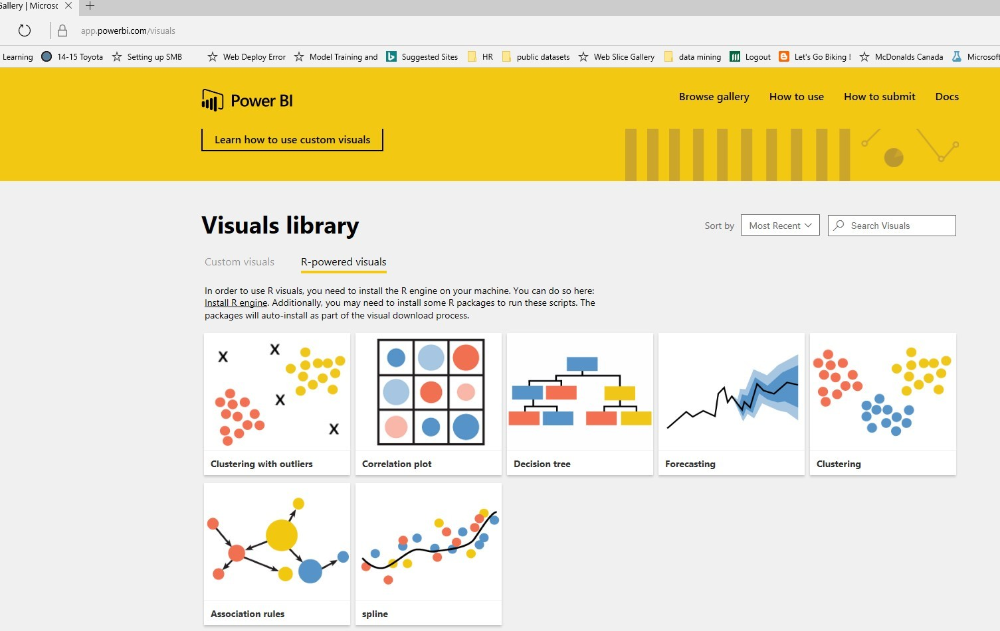 Gallery | Microsc
app.powerbi.com/visuals
Learning 14-15 Toyota Setting up SMB Web Deploy Error Model Training and Suggested Sites HR public datasets Web Slice Gallery data mining Logout Let's Go Biking ! McDonalds Canada Microsoft
Power BI
Browse gallery How to use How to submit Docs
Learn how to use custom visuals
Visuals library
Sort by Most Recent Search Visuals
Custom visuals R-powered visuals
In order to use R visuals, you need to install the R engine on your machine. You can do so here:
Install R engine. Additionally, you may need to install some R packages to run these scripts. The
packages will auto-install as part of the visual download process.
X X
X
X
Clustering with outliers Correlation plot Decision tree Forecasting Clustering
Association rules spline